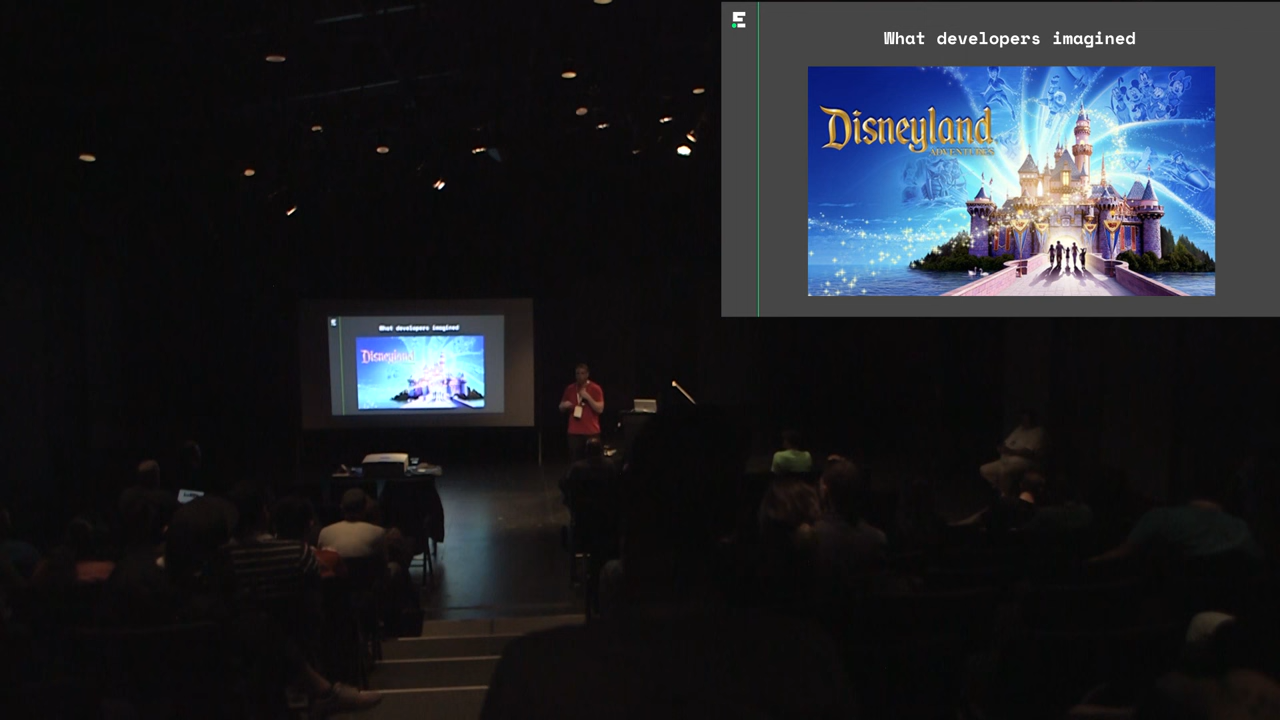 What developers imagined
Disneyland
ADVENTURES
What developers imagined
Disneyland